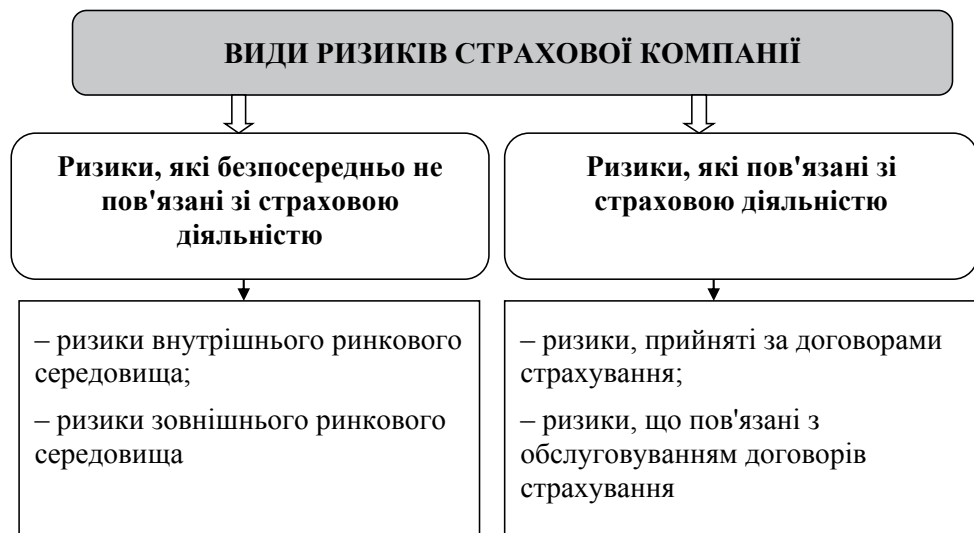 ВИДИ РИЗИКІВ СТРАХОВОЇ КОМПАНІЇ
Ризики, які безпосередньо не
пов'язані зі страховою
діяльністю
Ризики, які пов'язані зі
страховою діяльністю
– ризики внутрішнього ринкового
середовища;
– ризики зовнішнього ринкового
середовища
– ризики, прийняті за договорами
страхування;
– ризики, що пов'язані з
обслуговуванням договорів
страхування